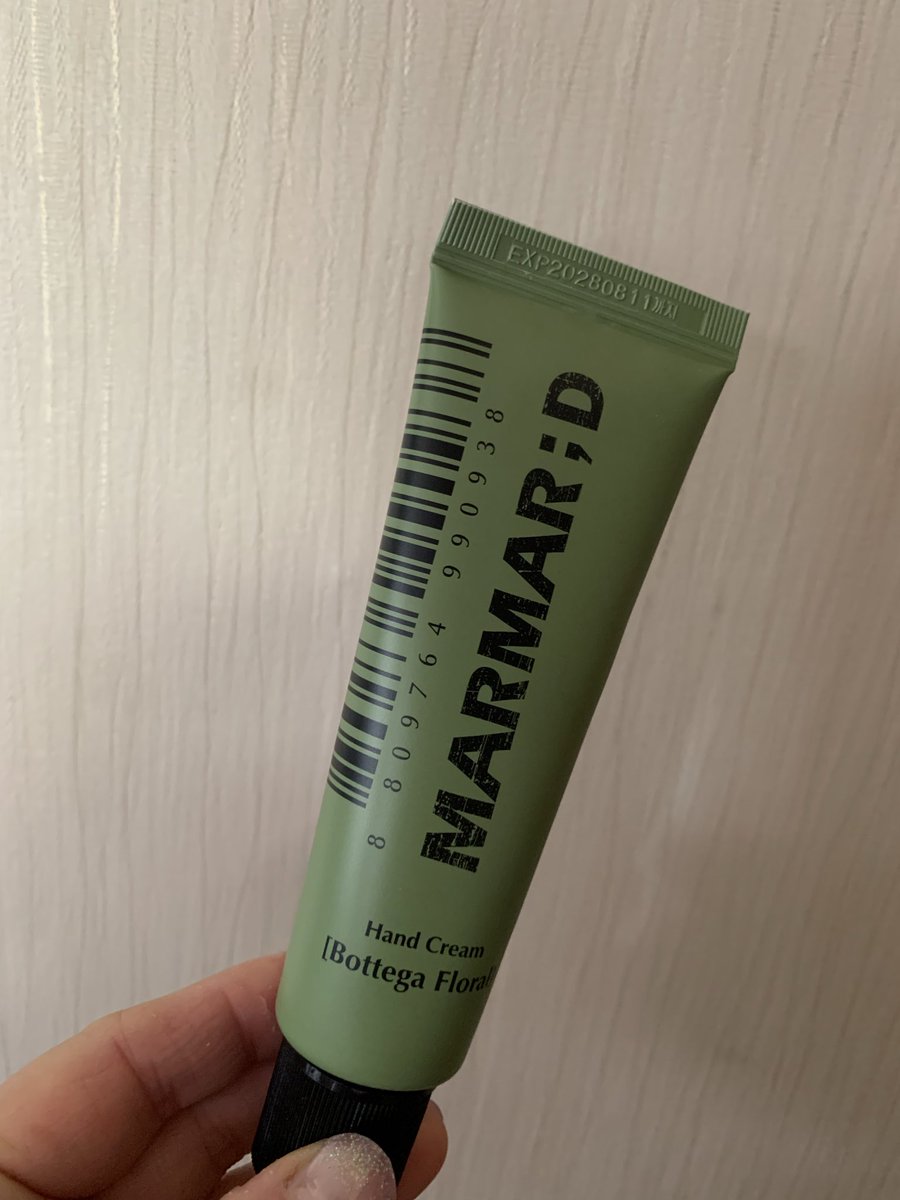 EXP20280811까지
8 809764 990938
MARMAR;D
Hand Cream
[Bottega Floral]